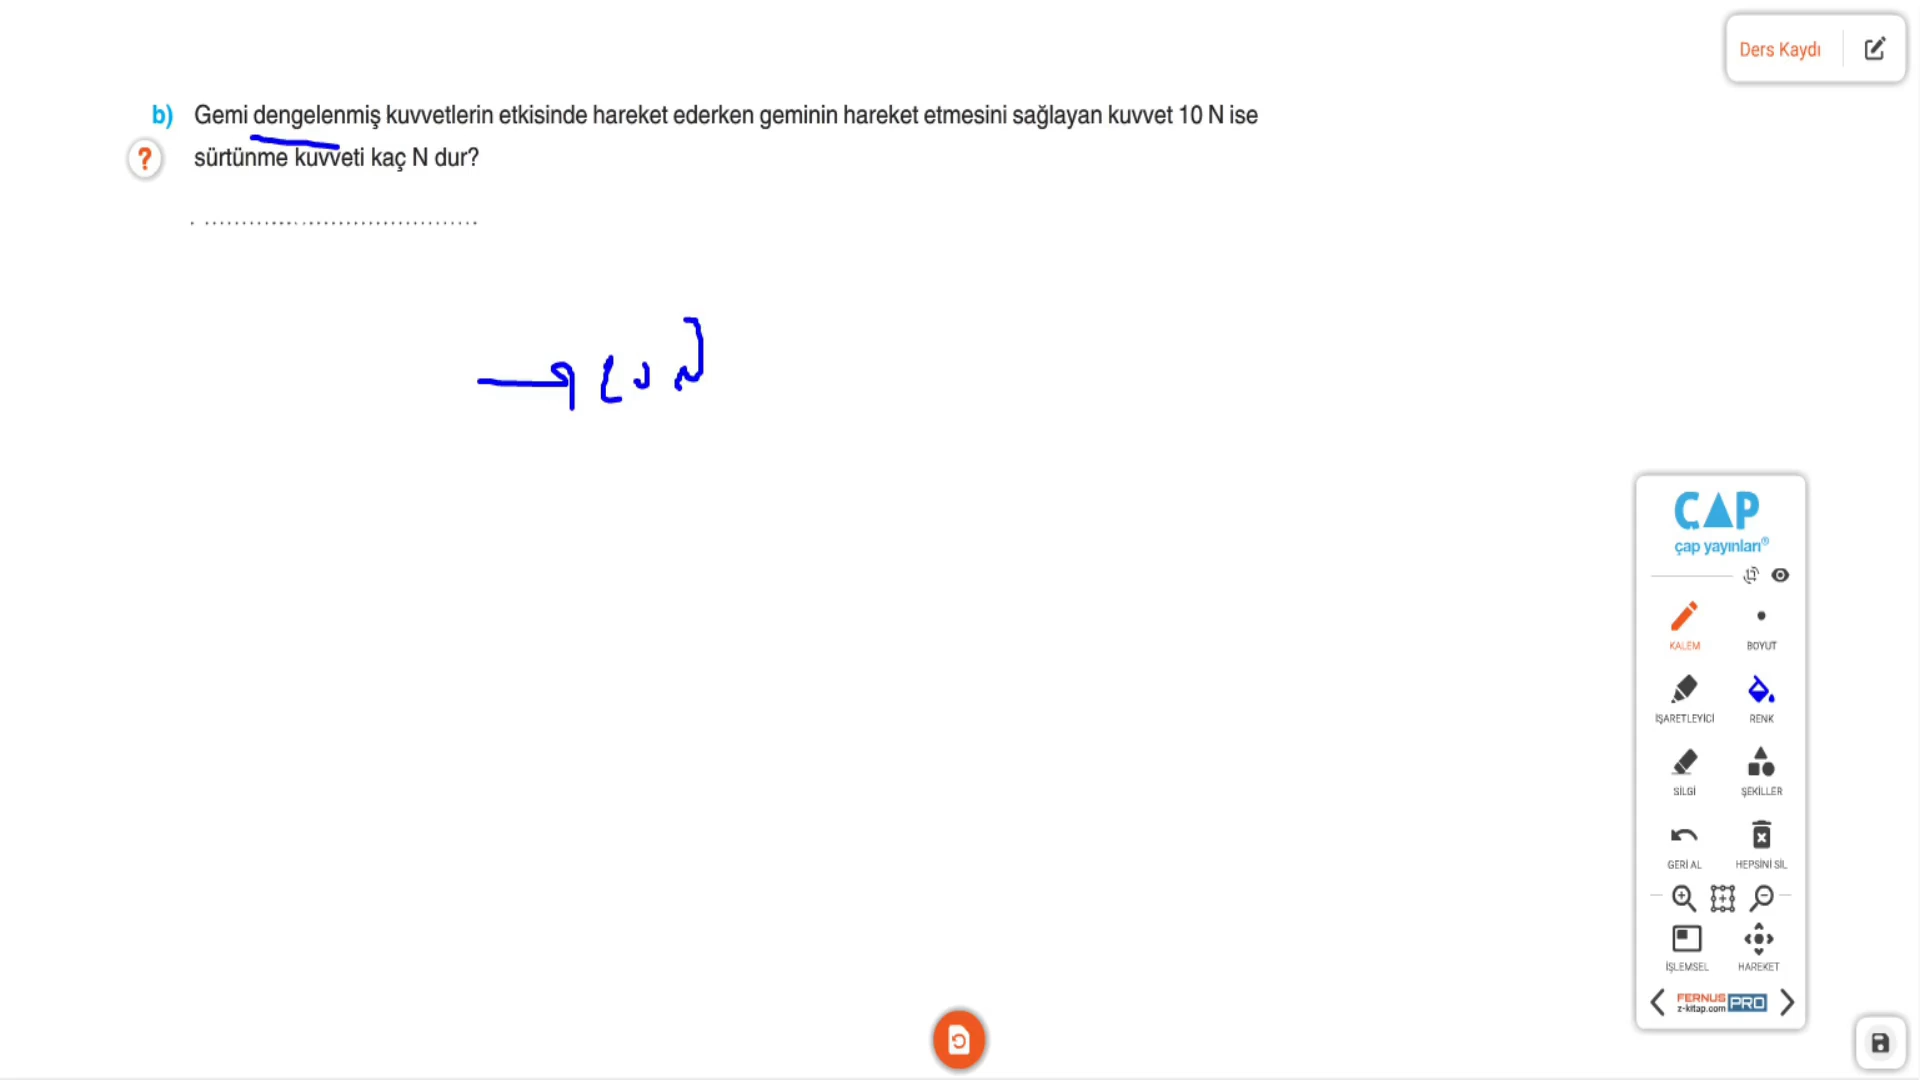 Ders Kaydı
b) Gemi dengelenmiş kuvvetlerin etkisinde hareket ederken geminin hareket etmesini sağlayan kuvvet 10 N ise
? sürtünme kuvveti kaç N dur?
ÇAP
çap yayınları®
KALEM BOYUT
İŞARETLEYİCİ RENK
SİLGİ ŞEKİLLER
GERİ AL HEPSİNİ SİL
İŞLEMSEL HAREKET
FERNUS PRO
z-kitap.com